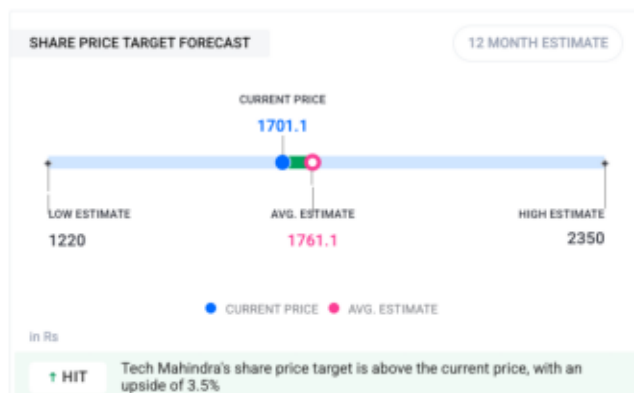 SHARE PRICE TARGET FORECAST
12 MONTH ESTIMATE
CURRENT PRICE
1701.1
LOW ESTIMATE
AVG. ESTIMATE
HIGH ESTIMATE
1220
1761.1
2350
CURRENT PRICE
AVG. ESTIMATE
in Rs
↑ HIT
Tech Mahindra's share price target is above the current price, with an
upside of 3.5%